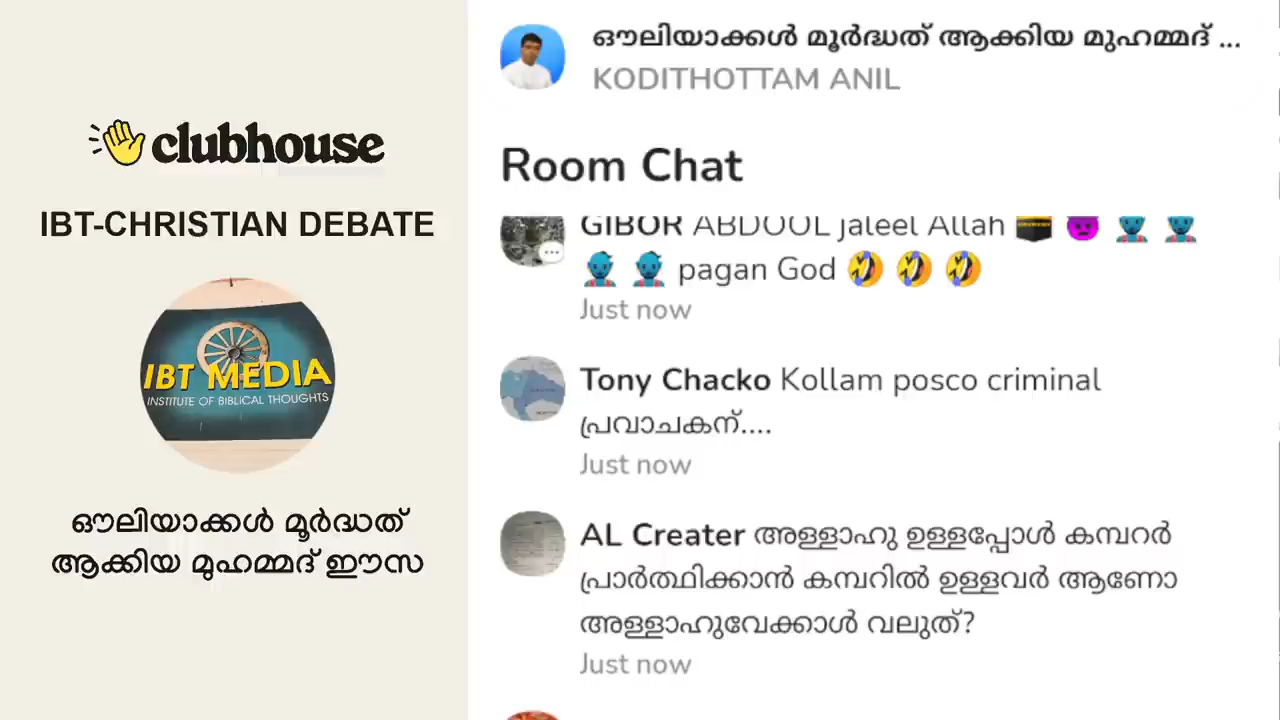 clubhouse
IBT-CHRISTIAN DEBATE
IBT MEDIA
INSTITUTE OF BIBLICAL THOUGHTS
ഔലിയാക്കൾ മൂർദ്ധത്
ആക്കിയ മുഹമ്മദ് ഈസ
ഔലിയാക്കൾ മൂർദ്ധത് ആക്കിയ മുഹമ്മദ് ...
KODITHOTTAM ANIL
Room Chat
GIBOR ABDOOL jaleel Allah 🕋 😈 👤 👤
👤 👤 pagan God 🤣 🤣 🤣
Just now
Tony Chacko Kollam posco criminal
പ്രവാചകന്....
Just now
AL Creater അള്ളാഹു ഉള്ളപ്പോൾ കമ്പറർ
പ്രാർത്ഥിക്കാൻ കമ്പറിൽ ഉള്ളവർ ആണോ
അള്ളാഹുവേക്കാൾ വലുത്?
Just now